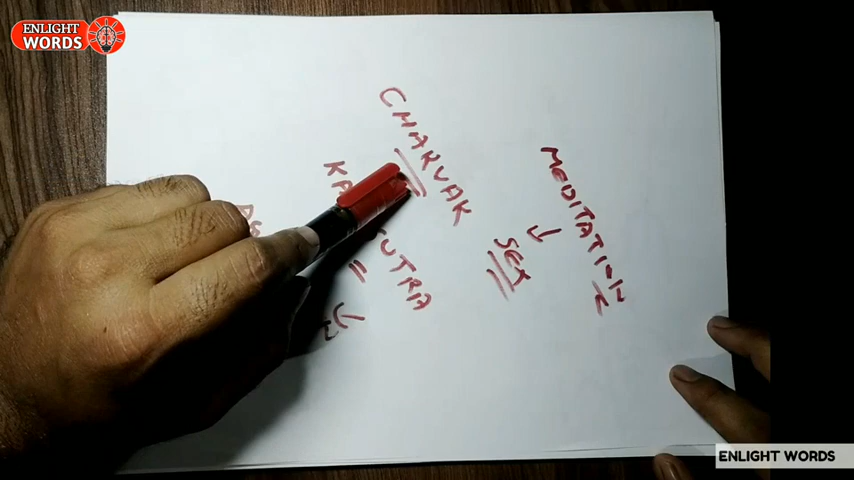 ENLIGHT
WORDS
CHARVAK
SUTRA
MEDITATION
SEX
ENLIGHT WORDS